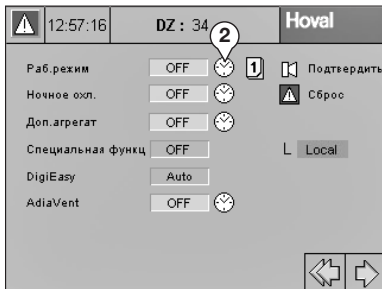 12:57:16 DZ : 34 Hoval
2
Раб.режим OFF 1 Подтвердить
Ночное охл. OFF Сброс
Доп.агрегат OFF
Специальная функц OFF L Local
DigiEasy Auto
AdiaVent OFF